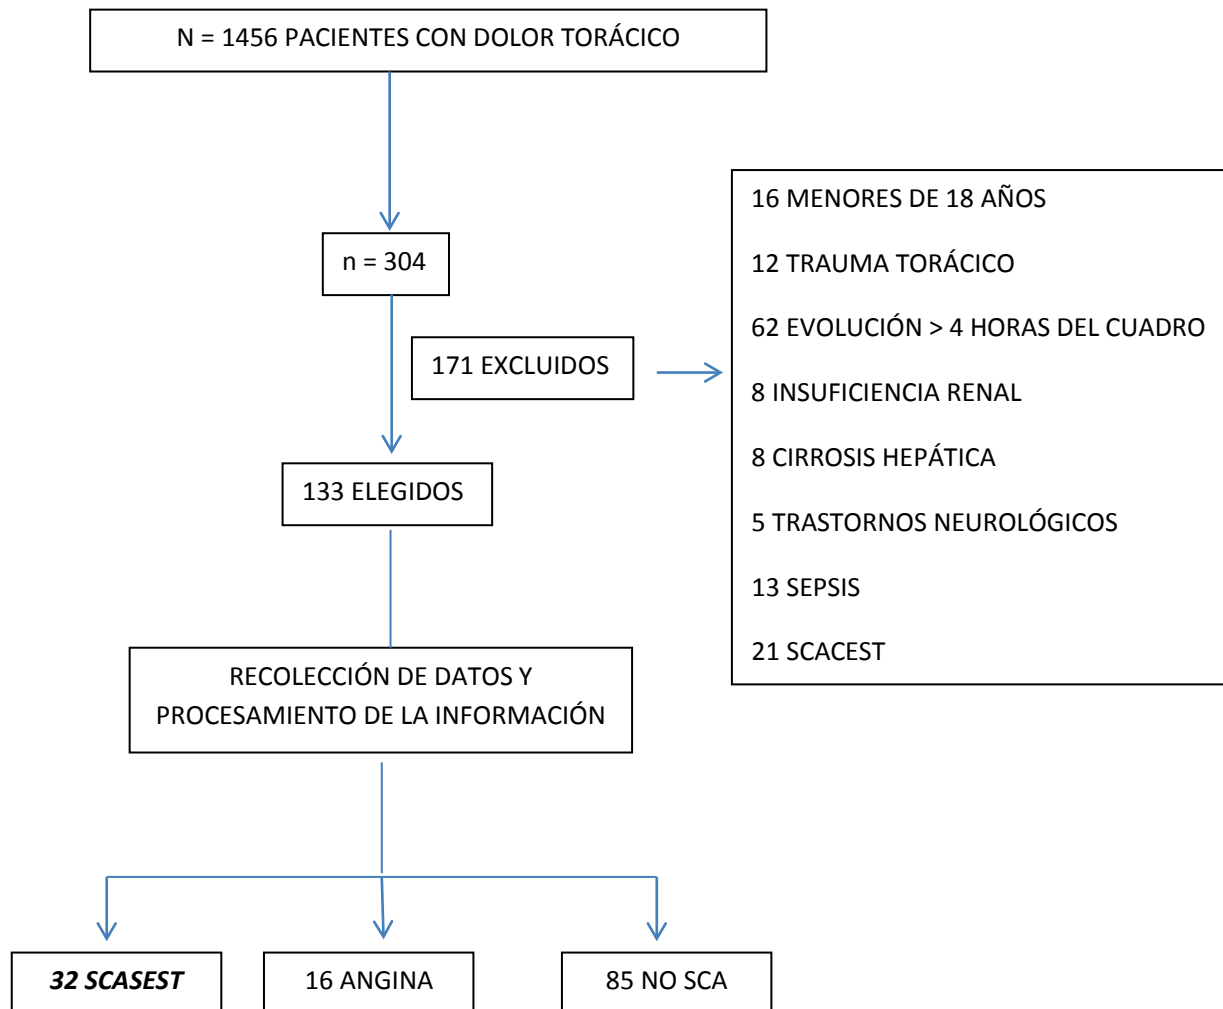 N = 1456 PACIENTES CON DOLOR TORÁCICO
n = 304
171 EXCLUIDOS
16 MENORES DE 18 AÑOS
12 TRAUMA TORÁCICO
62 EVOLUCIÓN > 4 HORAS DEL CUADRO
8 INSUFICIENCIA RENAL
8 CIRROSIS HEPÁTICA
5 TRASTORNOS NEUROLÓGICOS
13 SEPSIS
21 SCACEST
133 ELEGIDOS
RECOLECCIÓN DE DATOS Y
PROCESAMIENTO DE LA INFORMACIÓN
32 SCASEST
16 ANGINA
85 NO SCA